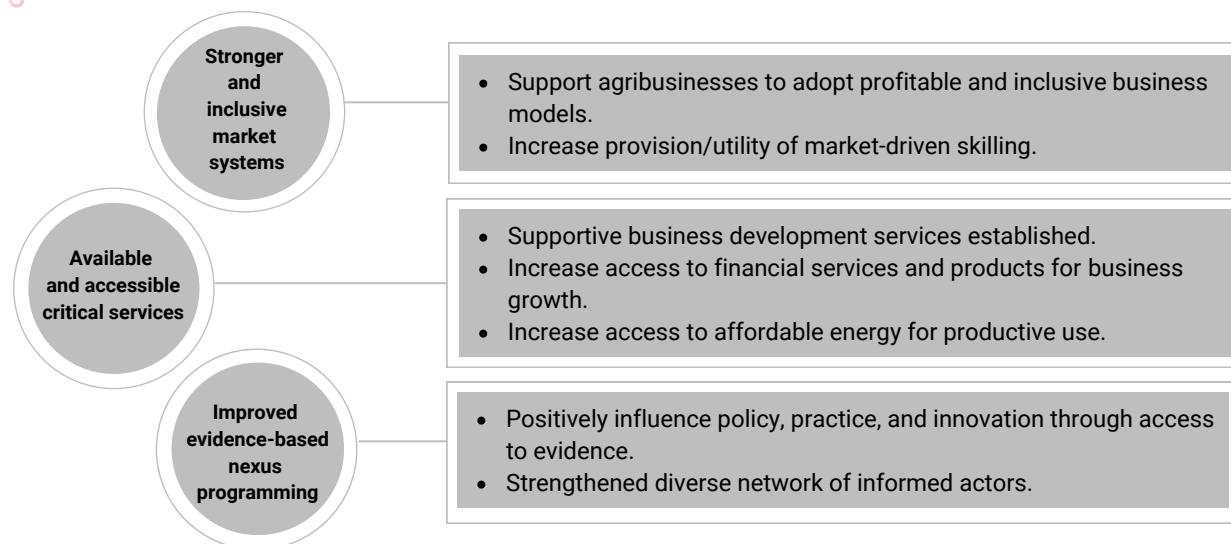 Stronger
and
inclusive
market
systems
• Support agribusinesses to adopt profitable and inclusive business
models.
• Increase provision/utility of market-driven skilling.
Available
and accessible
critical services
• Supportive business development services established.
• Increase access to financial services and products for business
growth.
• Increase access to affordable energy for productive use.
Improved
evidence-based
nexus
programming
• Positively influence policy, practice, and innovation through access
to evidence.
• Strengthened diverse network of informed actors.